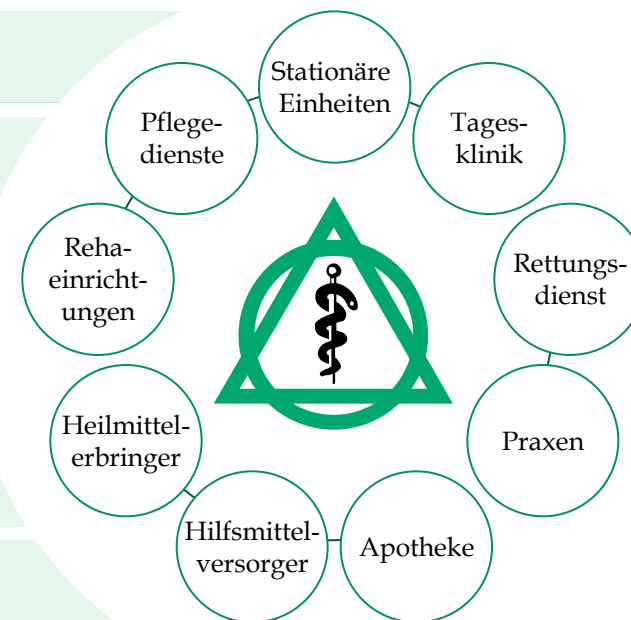 Stationäre
Einheiten
Tages-
klinik
Rettungs-
dienst
Praxen
Apotheke
Hilfsmittel-
versorger
Heilmittel-
erbringer
Reha-
einricht-
ungen
Pflege-
dienste